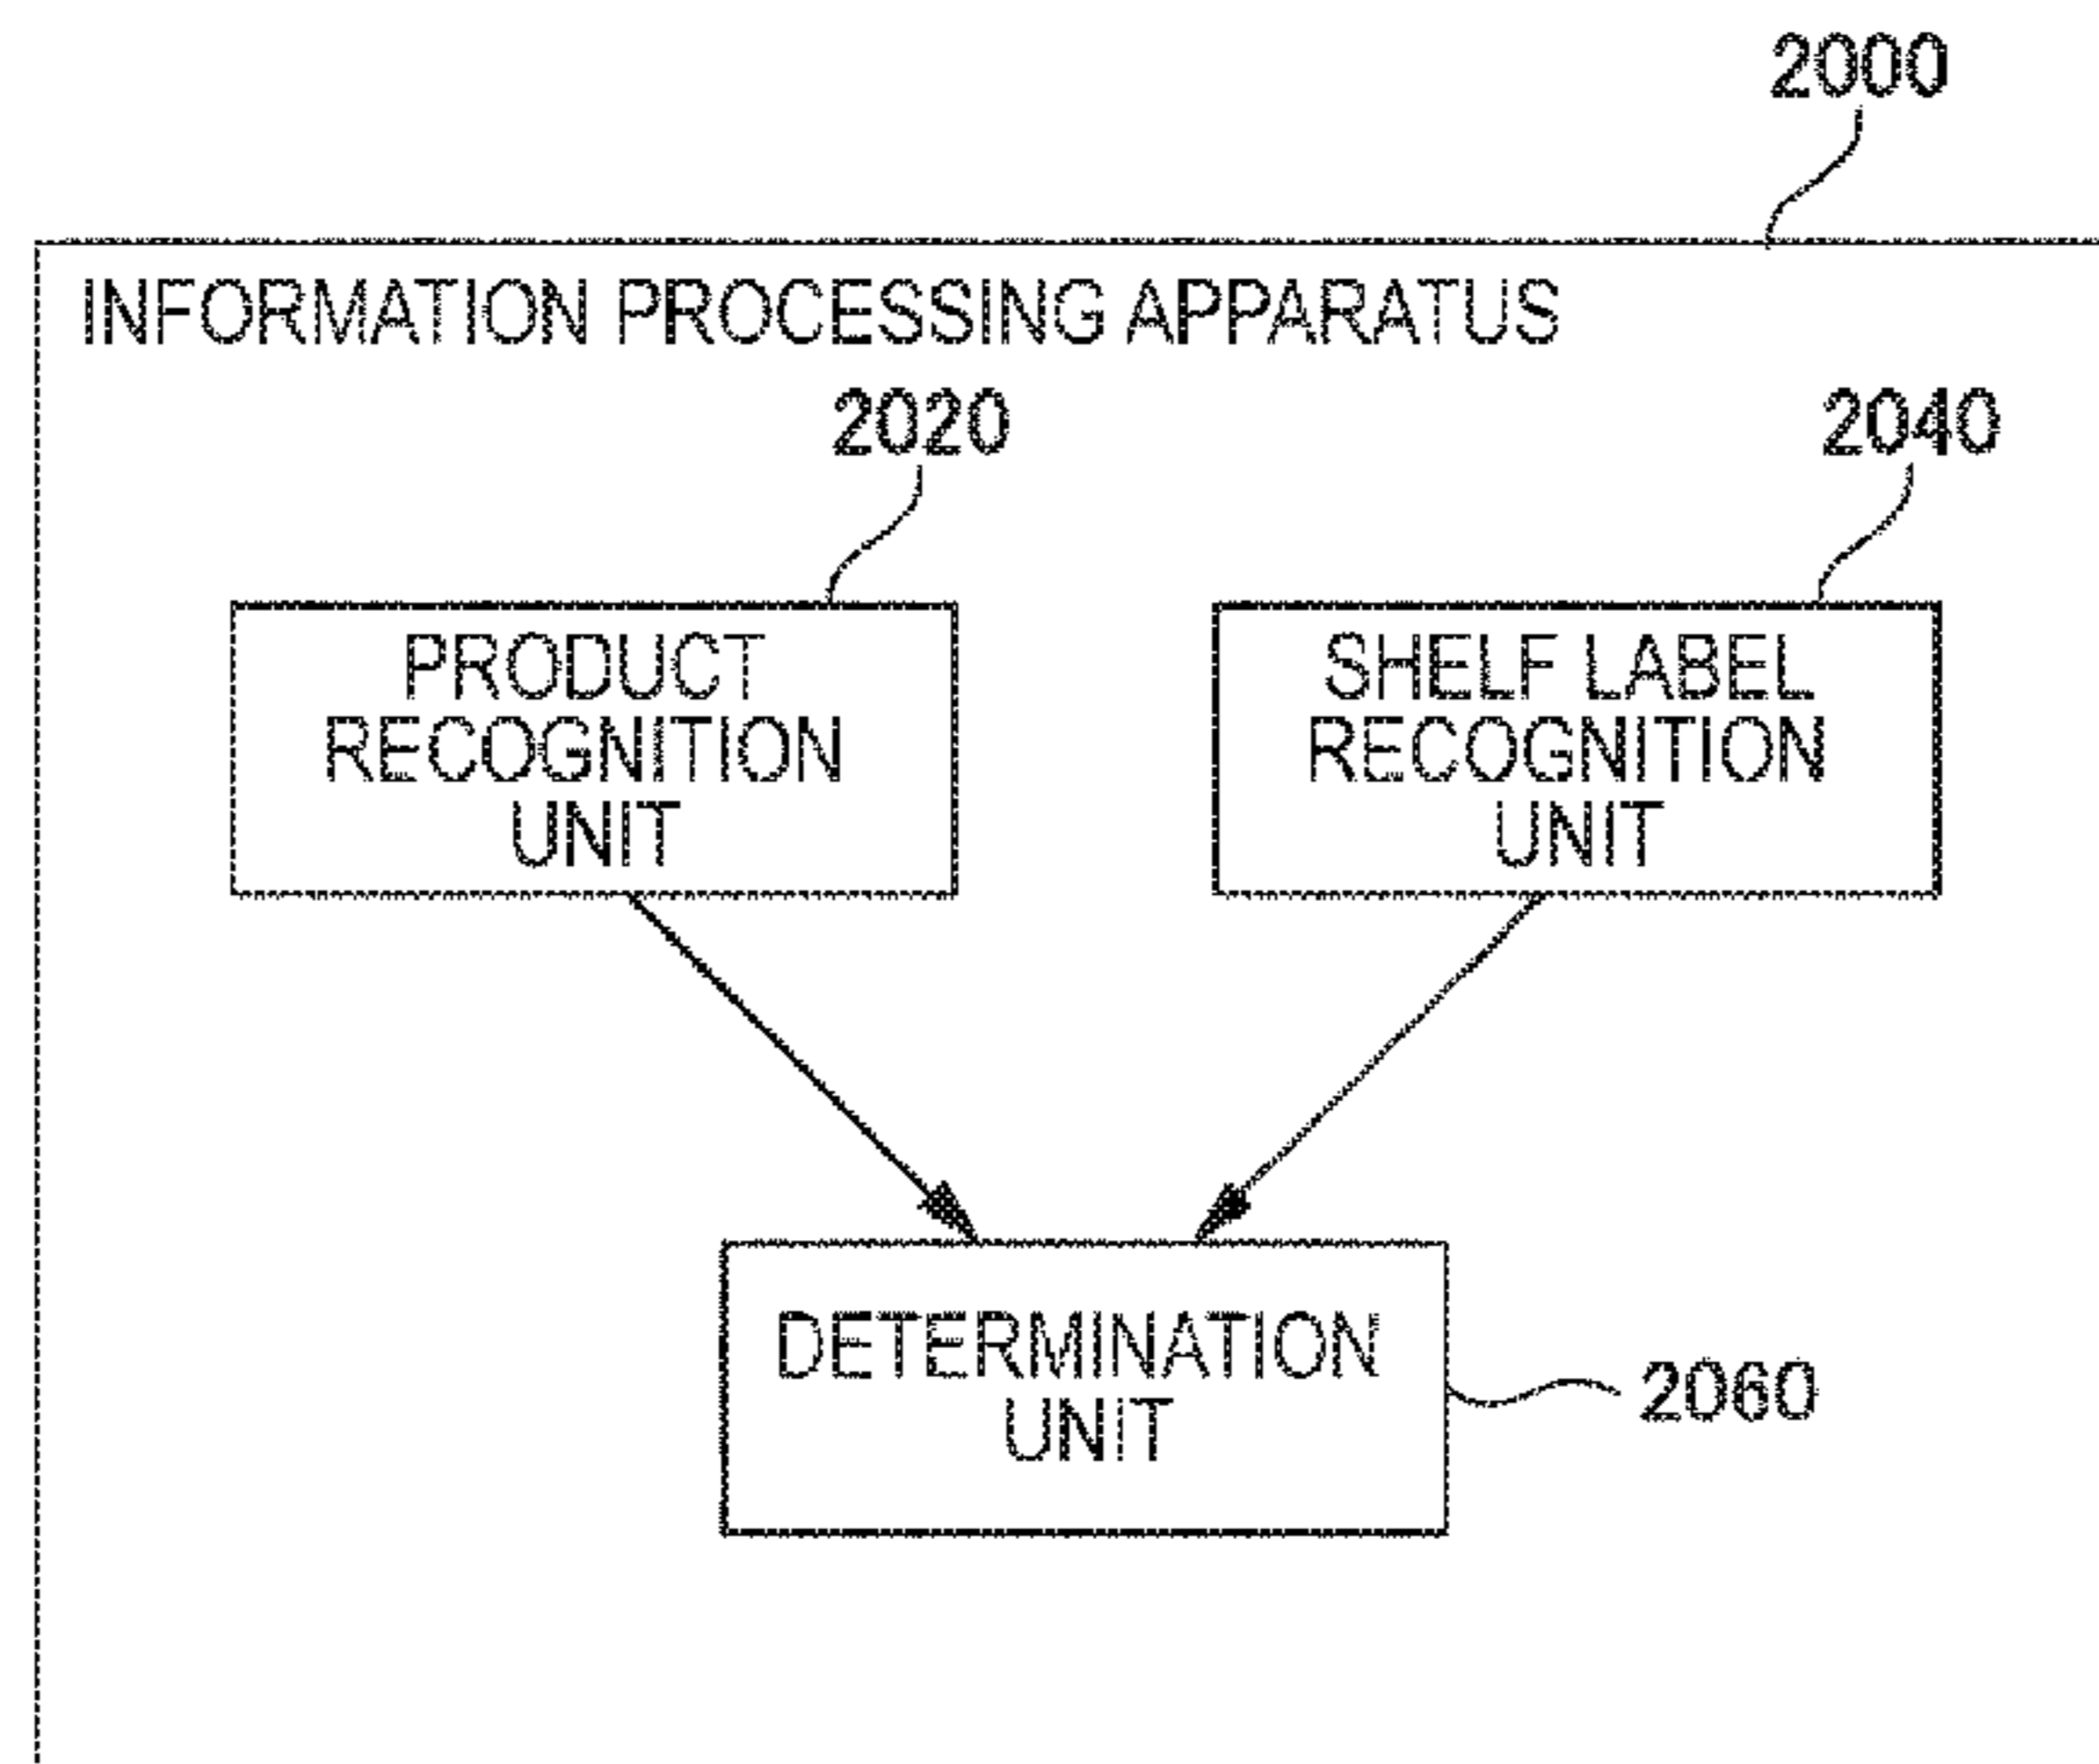 2000
INFORMATION PROCESSING APPARATUS
2020
2040
PRODUCT
RECOGNITION
UNIT
SHELF LABEL
RECOGNITION
UNIT
DETERMINATION
UNIT
2060